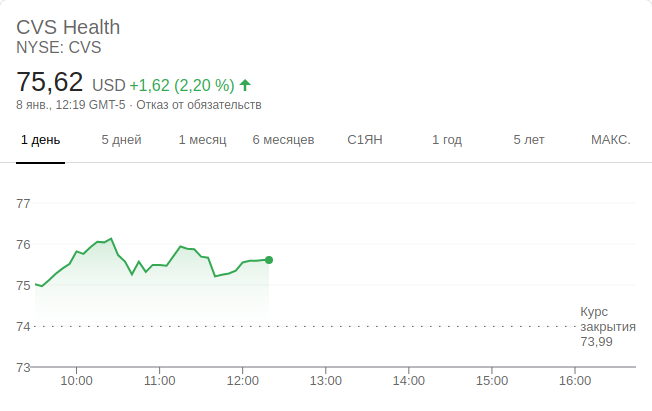 CVS Health
NYSE: CVS
75,62 USD +1,62 (2,20 %)
8 янв., 12:19 GMT-5 · Отказ от обязательств
1 день 5 дней 1 месяц 6 месяцев С1ЯН 1 год 5 лет МАКС.
77
76
75
74
73
Курс
закрытия
73,99
10:00 11:00 12:00 13:00 14:00 15:00 16:00